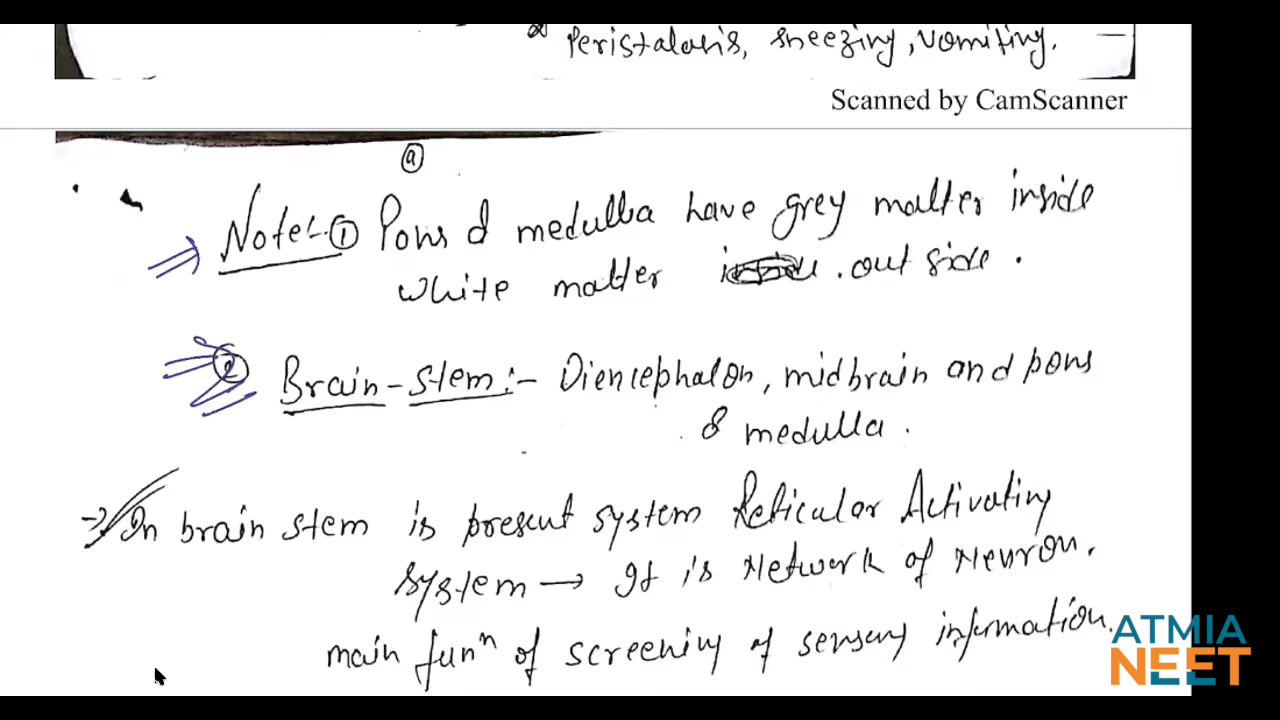 Peristalsis, sneezing, vomiting.
Scanned by CamScanner
a
Note:- ① Pons & medulla have grey matter inside
white matter . out side .
② Brain-stem :- Diencephalon, midbrain and pons
& medulla .
→ In brain stem is present system Reticular Activating
system → It is Network of Neuron.
main funⁿ of screening of sensory information.
ATMIA
NEET